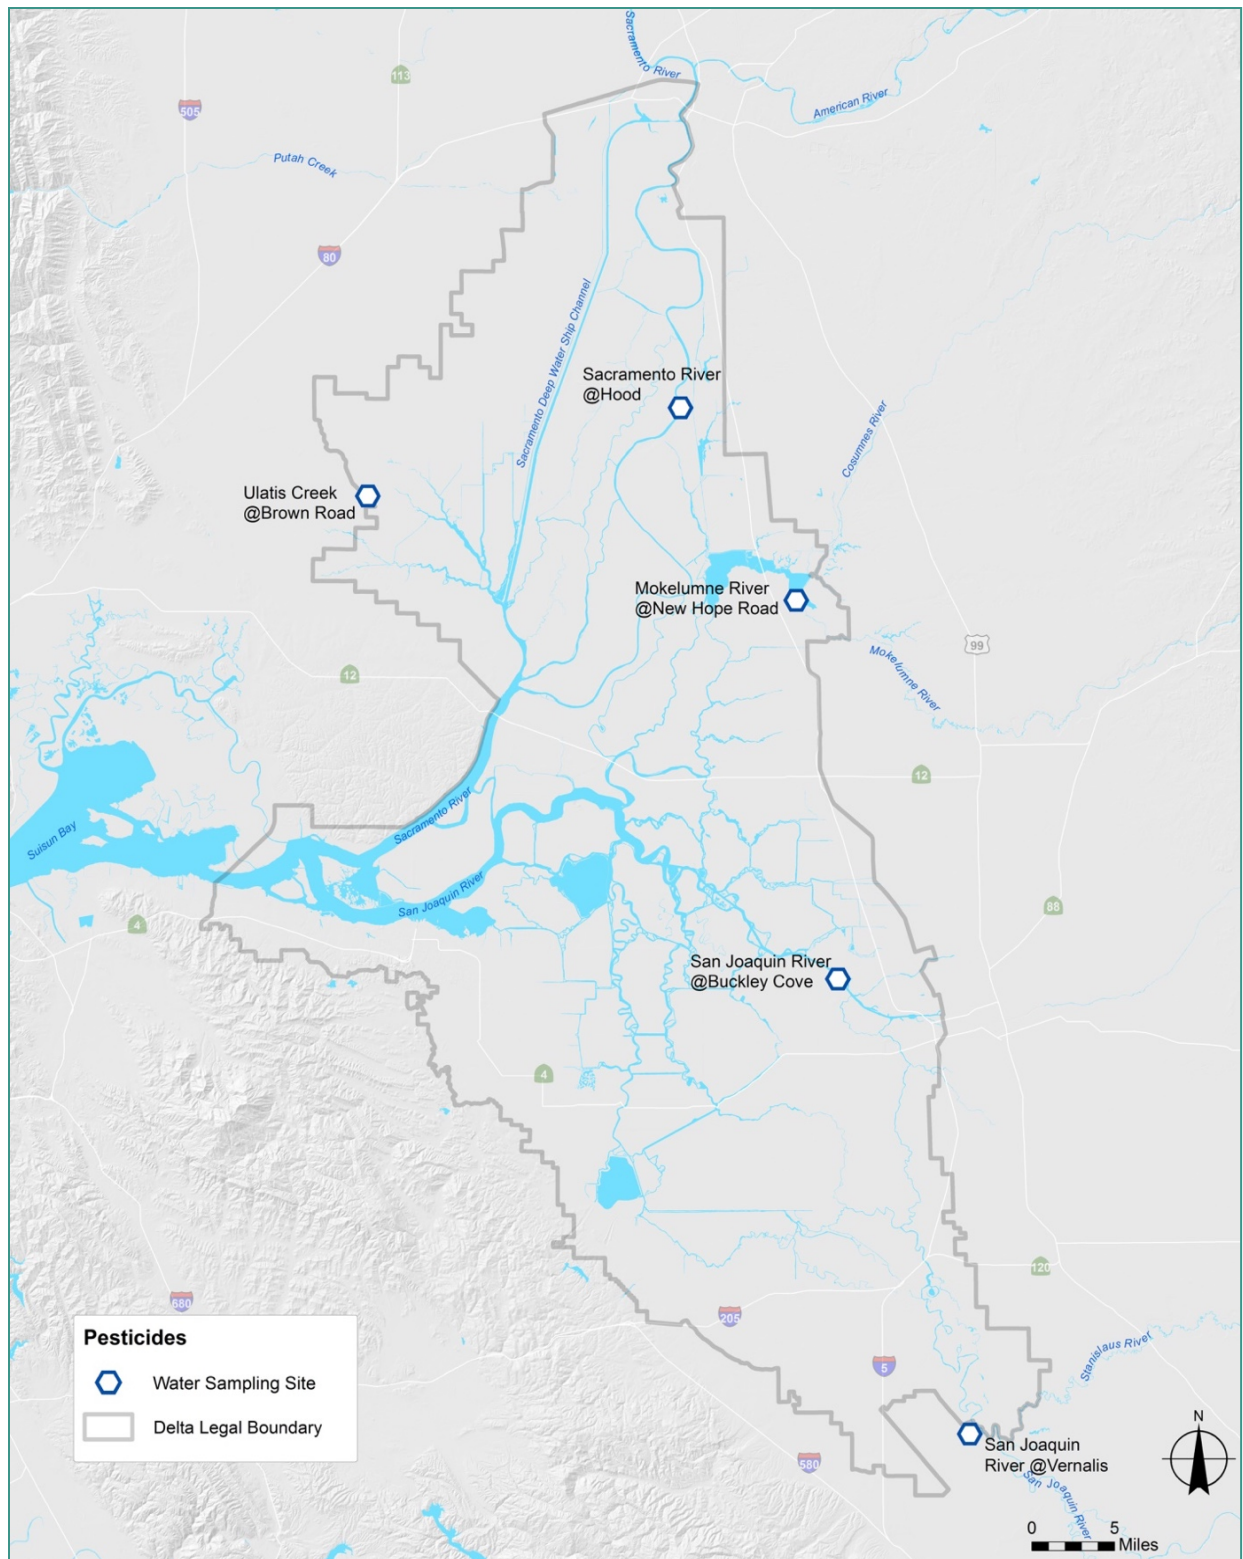 Sacramento River
113
505
American River
Putah Creek
80
Sacramento Deep Water Ship Channel
Sacramento River
@Hood
Cosumnes River
Ulatis Creek
@Brown Road
Mokelumne River
@New Hope Road
99
Mokelumne River
12
12
Sacramento River
Suisun Bay
San Joaquin River
88
4
San Joaquin River
@Buckley Cove
4
120
680
205
Pesticides
Water Sampling Site
Delta Legal Boundary
Stanislaus River
5
N
San Joaquin
River @Vernalis
580
San Joaquin River
0 5
Miles